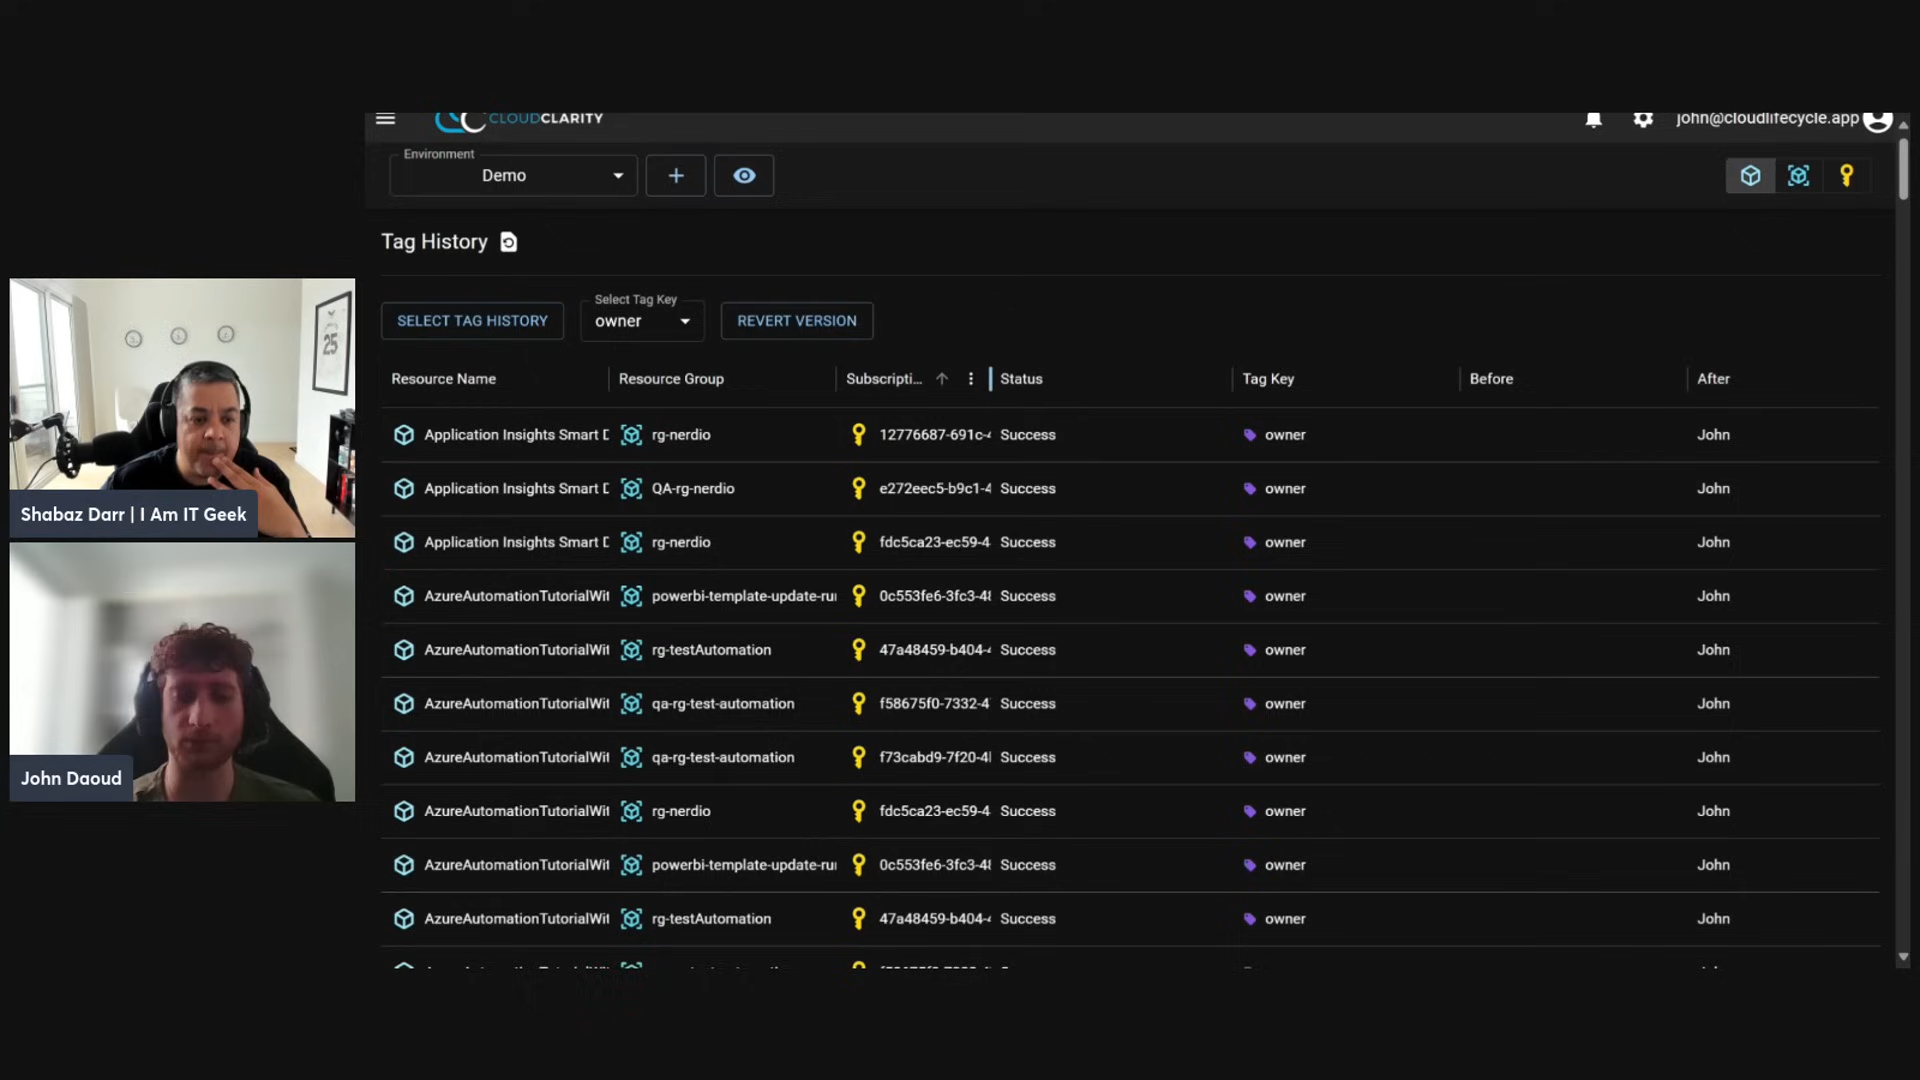 CLOUDCLARITY
john@cloudlifecycle.app
Environment
Demo
Tag History
SELECT TAG HISTORY
Select Tag Key
owner
REVERT VERSION
Resource Name Resource Group Subscripti... Status Tag Key Before After
Application Insights Smart D rg-nerdio 12776687-691c-4 Success owner John
Application Insights Smart D QA-rg-nerdio e272eec5-b9c1-4 Success owner John
Application Insights Smart D rg-nerdio fdc5ca23-ec59-4 Success owner John
AzureAutomationTutorialWit powerbi-template-update-ru 0c553fe6-3fc3-4 Success owner John
AzureAutomationTutorialWit rg-testAutomation 47a48459-b404- Success owner John
AzureAutomationTutorialWit qa-rg-test-automation f58675f0-7332-4 Success owner John
AzureAutomationTutorialWit qa-rg-test-automation f73cabd9-7f20-4 Success owner John
AzureAutomationTutorialWit rg-nerdio fdc5ca23-ec59-4 Success owner John
AzureAutomationTutorialWit powerbi-template-update-ru 0c553fe6-3fc3-4 Success owner John
AzureAutomationTutorialWit rg-testAutomation 47a48459-b404- Success owner John
25
Shabaz Darr | I Am IT Geek
John Daoud